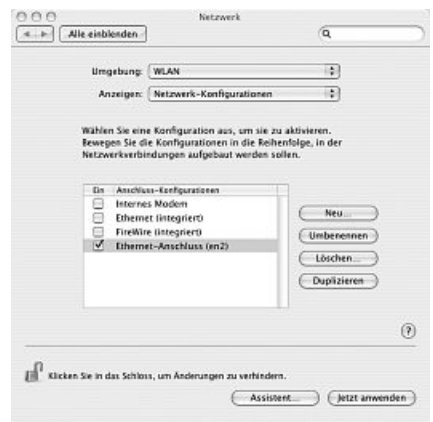 Netzwerk
Alle einblenden
Umgebung: WLAN
Anzeigen: Netzwerk-Konfigurationen
Wählen Sie eine Konfiguration aus, um sie zu aktivieren.
Bewegen Sie die Konfigurationen in die Reihenfolge, in der
Netzwerkverbindungen aufgebaut werden sollen.
Ein Anschluss-Konfigurationen
Internes Modem
Ethernet (integriert)
FireWire (integriert)
Ethernet-Anschluss (en2)
Neu...
Umbenennen
Löschen...
Duplizieren
?
Klicken Sie in das Schloss, um Änderungen zu verhindern.
Assistent...
Jetzt anwenden